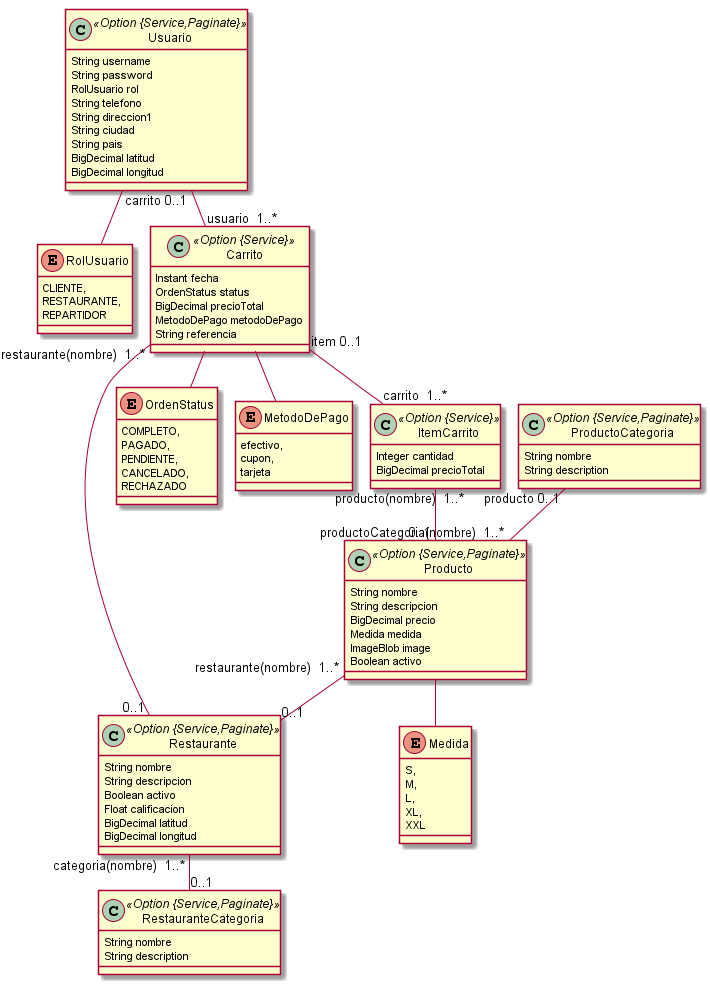 «Option {Service,Paginate}»
C
Usuario
String username
String password
RolUsuario rol
String telefono
String direccion1
String ciudad
String pais
BigDecimal latitud
BigDecimal longitud
carrito 0..1
usuario 1..*
E RolUsuario
CLIENTE,
RESTAURANTE,
REPARTIDOR
«Option {Service}»
C
Carrito
Instant fecha
OrdenStatus status
BigDecimal precioTotal
MetodoDePago metodoDePago
String referencia
restaurante(nombre) 1..*
item 0..1
carrito 1..*
E OrdenStatus
COMPLETO,
PAGADO,
PENDIENTE,
CANCELADO,
RECHAZADO
E MetodoDePago
efectivo,
cupon,
tarjeta
«Option {Service}»
C
ItemCarrito
Integer cantidad
BigDecimal precioTotal
«Option {Service,Paginate}»
C
ProductoCategoria
String nombre
String description
producto(nombre) 1..*
producto 0..1
productoCategoria(nombre) 1..*
0..1
«Option {Service,Paginate}»
C
Producto
String nombre
String descripcion
BigDecimal precio
Medida medida
ImageBlob image
Boolean activo
restaurante(nombre) 1..*
0..1
0..1
«Option {Service,Paginate}»
C
Restaurante
String nombre
String descripcion
Boolean activo
Float calificacion
BigDecimal latitud
BigDecimal longitud
E Medida
S,
M,
L,
XL,
XXL
categoria(nombre) 1..*
0..1
«Option {Service,Paginate}»
C
RestauranteCategoria
String nombre
String description